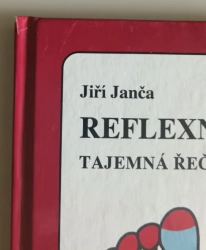 Jiří Janča
REFLEXN
TAJEMNÁ ŘEČ